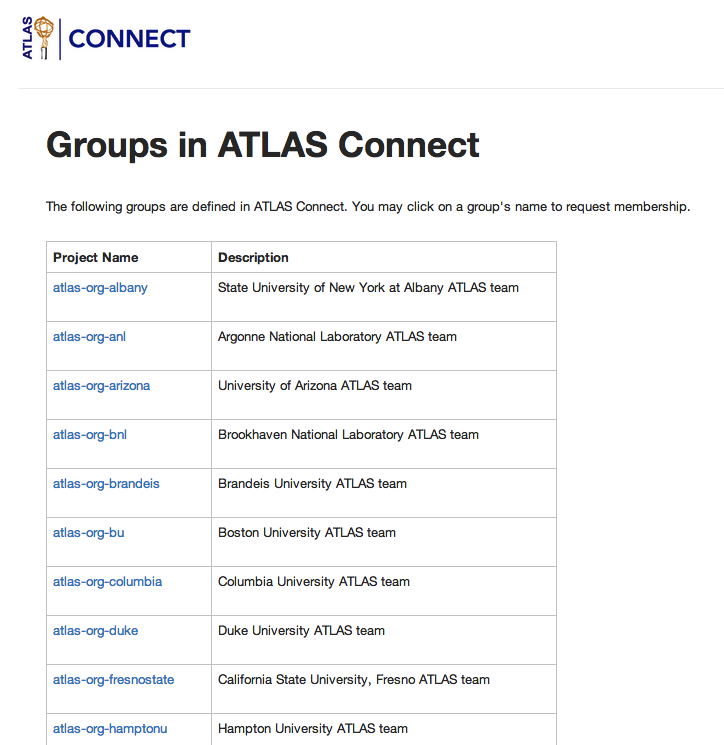 ATLAS
CONNECT
Groups in ATLAS Connect
The following groups are defined in ATLAS Connect. You may click on a group's name to request membership.
Project Name Description
atlas-org-albany State University of New York at Albany ATLAS team
atlas-org-anl Argonne National Laboratory ATLAS team
atlas-org-arizona University of Arizona ATLAS team
atlas-org-bnl Brookhaven National Laboratory ATLAS team
atlas-org-brandeis Brandeis University ATLAS team
atlas-org-bu Boston University ATLAS team
atlas-org-columbia Columbia University ATLAS team
atlas-org-duke Duke University ATLAS team
atlas-org-fresnostate California State University, Fresno ATLAS team
atlas-org-hamptonu Hampton University ATLAS team